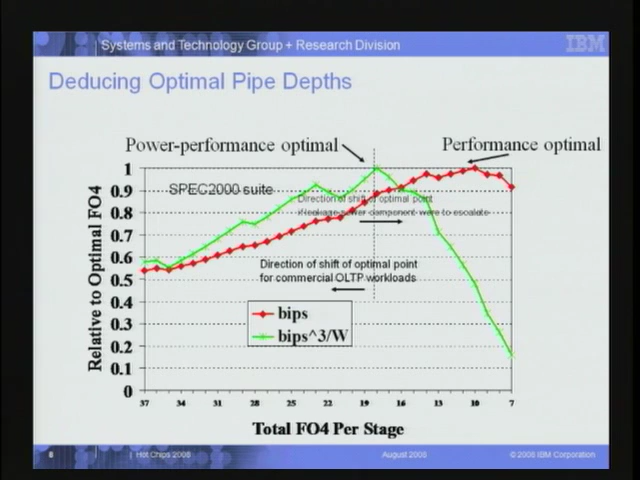 Systems and Technology Group + Research Division
IBM
Deducing Optimal Pipe Depths
Power-performance optimal
Performance optimal
Relative to Optimal FO4
1
0.9
0.8
0.7
0.6
0.5
0.4
0.3
0.2
0.1
0
SPEC2000 suite
Direction of shift of optimal point
if leakage power component were to escalate
Direction of shift of optimal point
for commercial OLTP workloads
bips
bips^3/W
37 34 31 28 25 22 19 16 13 10 7
Total FO4 Per Stage
8 | Hot Chips 2006 August 2006 © 2006 IBM Corporation